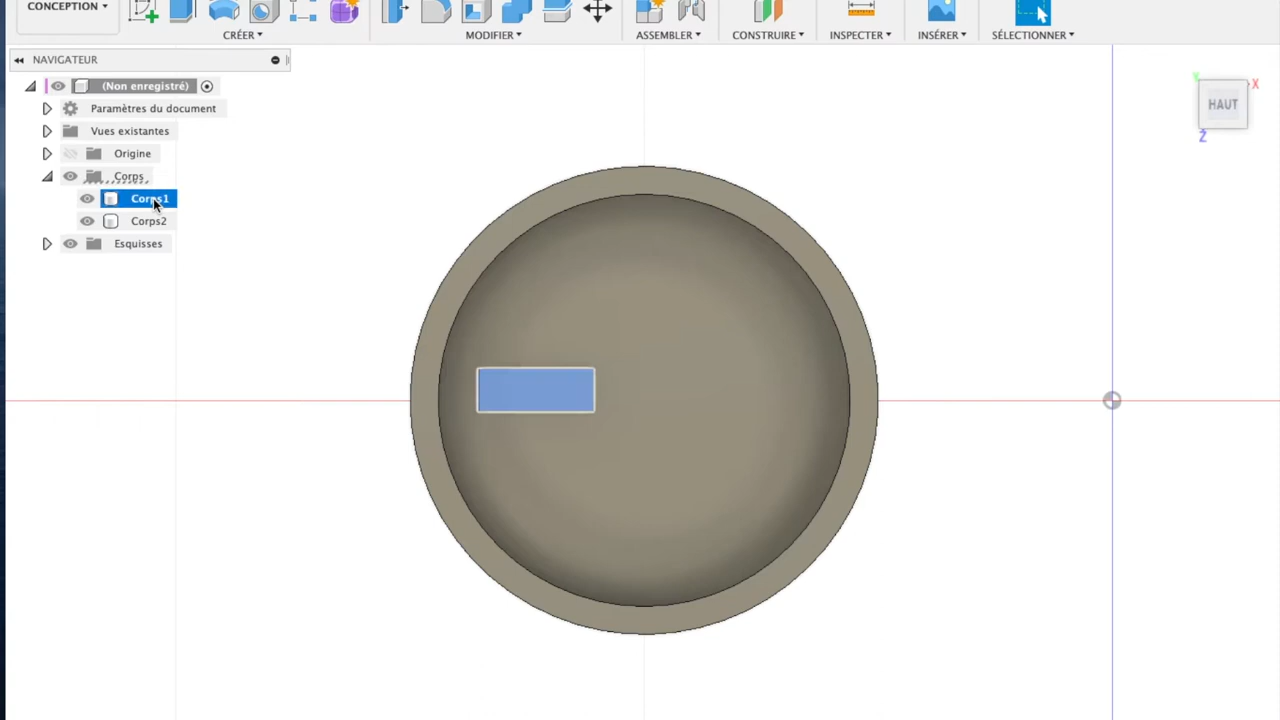 CONCEPTION
CRÉER
MODIFIER
ASSEMBLER
CONSTRUIRE
INSPECTER
INSÉRER
SÉLECTIONNER
NAVIGATEUR
(Non enregistré)
Paramètres du document
Vues existantes
Origine
Corps
Corps1
Corps2
Esquisses
Y
X
HAUT
Z